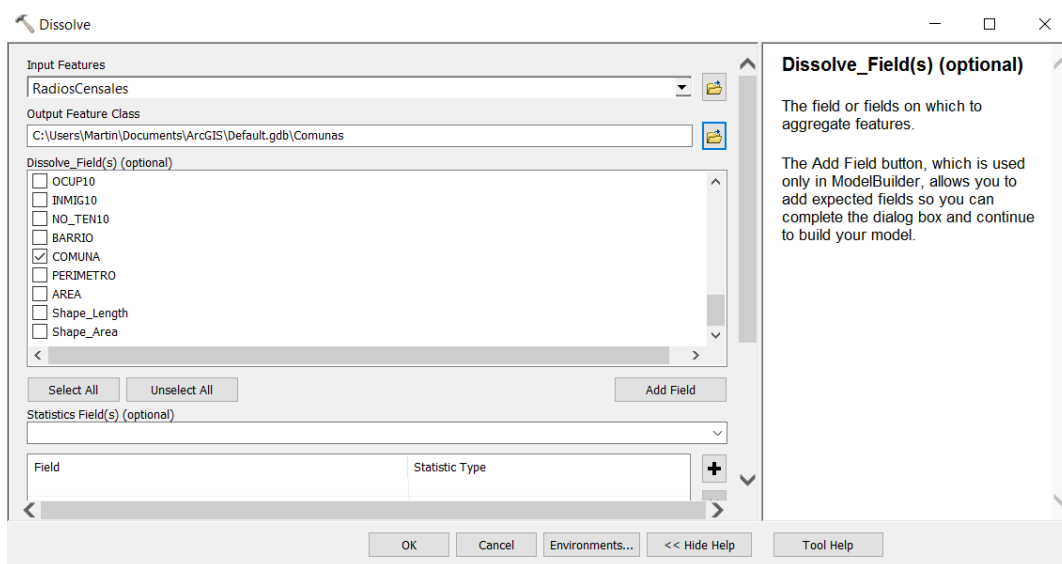 Dissolve
Input Features
RadiosCensales
Output Feature Class
C:\Users\Martin\Documents\ArcGIS\Default.gdb\Comunas
Dissolve_Field(s) (optional)
OCUP10
INMIG10
NO_TEN10
BARRIO
COMUNA
PERIMETRO
AREA
Shape_Length
Shape_Area
Select All
Unselect All
Add Field
Statistics Field(s) (optional)
Field
Statistic Type
OK
Cancel
Environments...
<< Hide Help
Tool Help
Dissolve_Field(s) (optional)
The field or fields on which to
aggregate features.
The Add Field button, which is used
only in ModelBuilder, allows you to
add expected fields so you can
complete the dialog box and continue
to build your model.